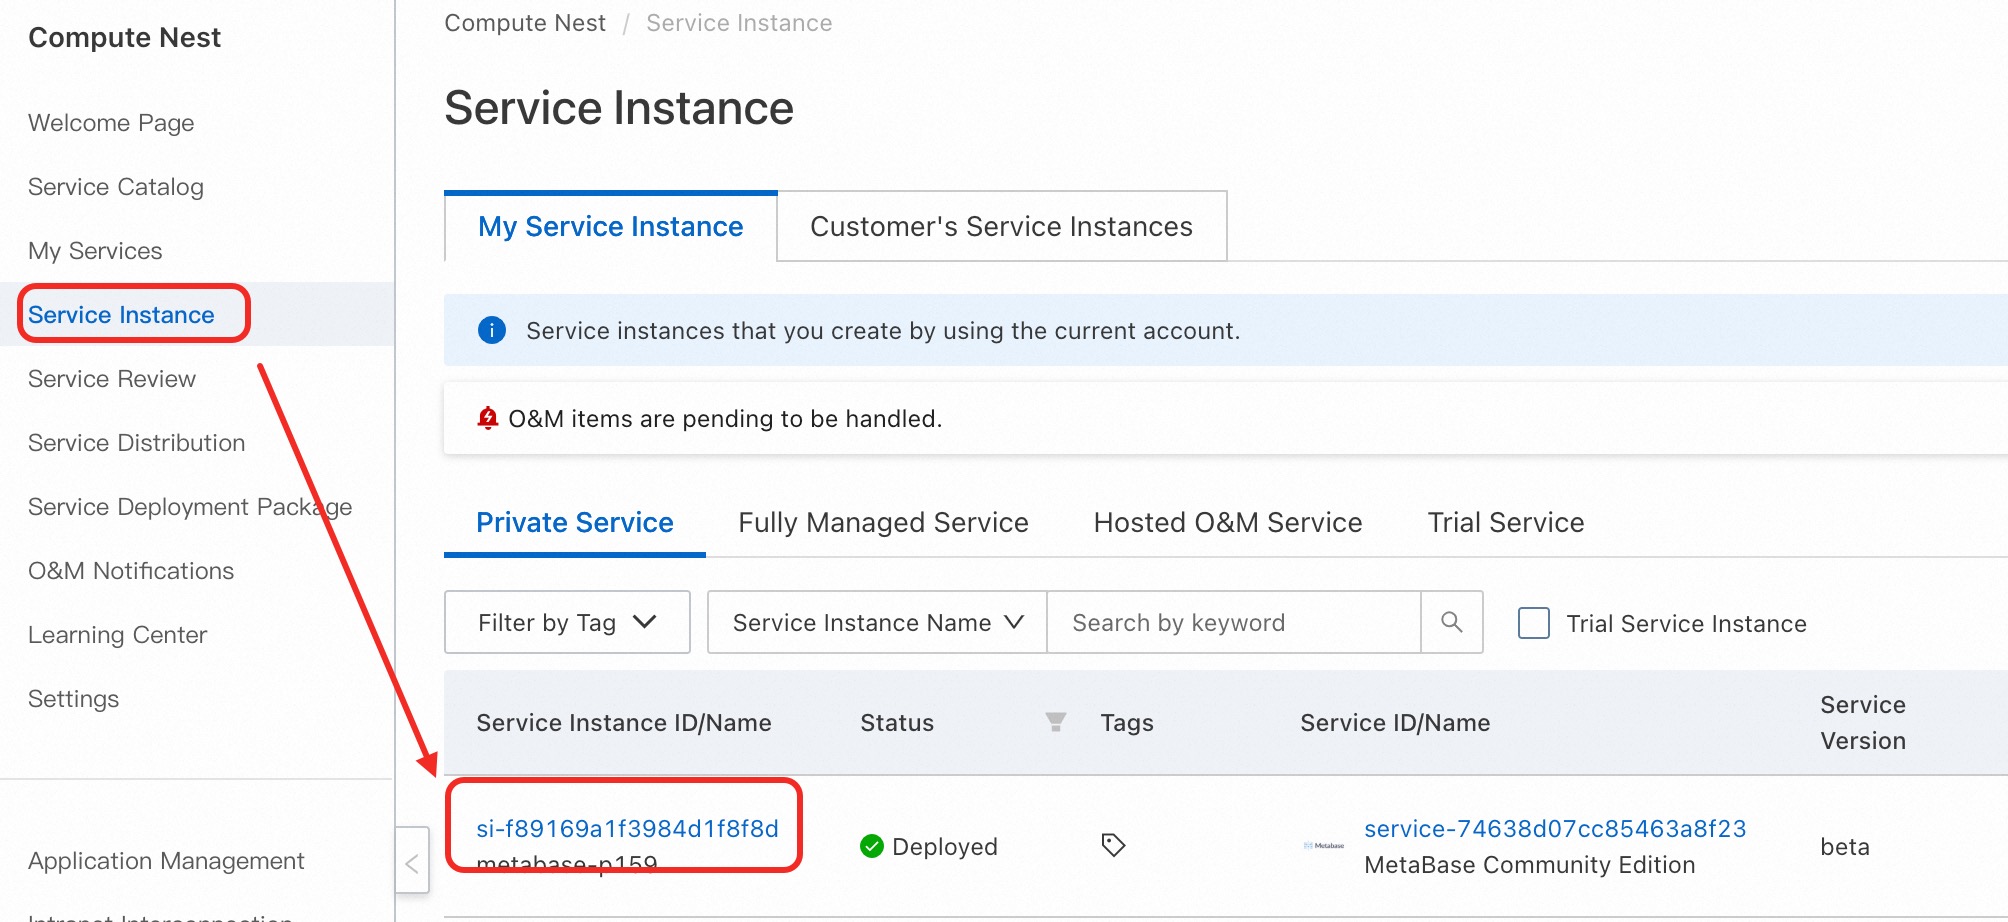 Compute Nest
Welcome Page
Service Catalog
My Services
Service Instance
Service Review
Service Distribution
Service Deployment Package
O&M Notifications
Learning Center
Settings
Application Management
Intranet Interconnection
Compute Nest / Service Instance
Service Instance
My Service Instance
Customer's Service Instances
Service instances that you create by using the current account.
O&M items are pending to be handled.
Private Service
Fully Managed Service
Hosted O&M Service
Trial Service
Filter by Tag
Service Instance Name
Search by keyword
Trial Service Instance
Service Instance ID/Name
Status
Tags
Service ID/Name
Service
Version
si-f89169a1f3984d1f8f8d
metabase-p159
Deployed
Metabase
service-74638d07cc85463a8f23
MetaBase Community Edition
beta